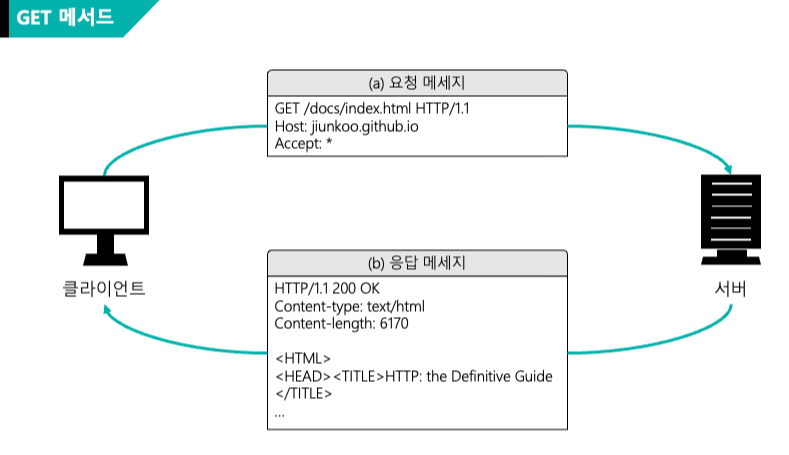 GET 메서드
(a) 요청 메세지
GET /docs/index.html HTTP/1.1
Host: jiunkoo.github.io
Accept: *
클라이언트
서버
(b) 응답 메세지
HTTP/1.1 200 OK
Content-type: text/html
Content-length: 6170
<HTML>
<HEAD><TITLE>HTTP: the Definitive Guide
</TITLE>
...